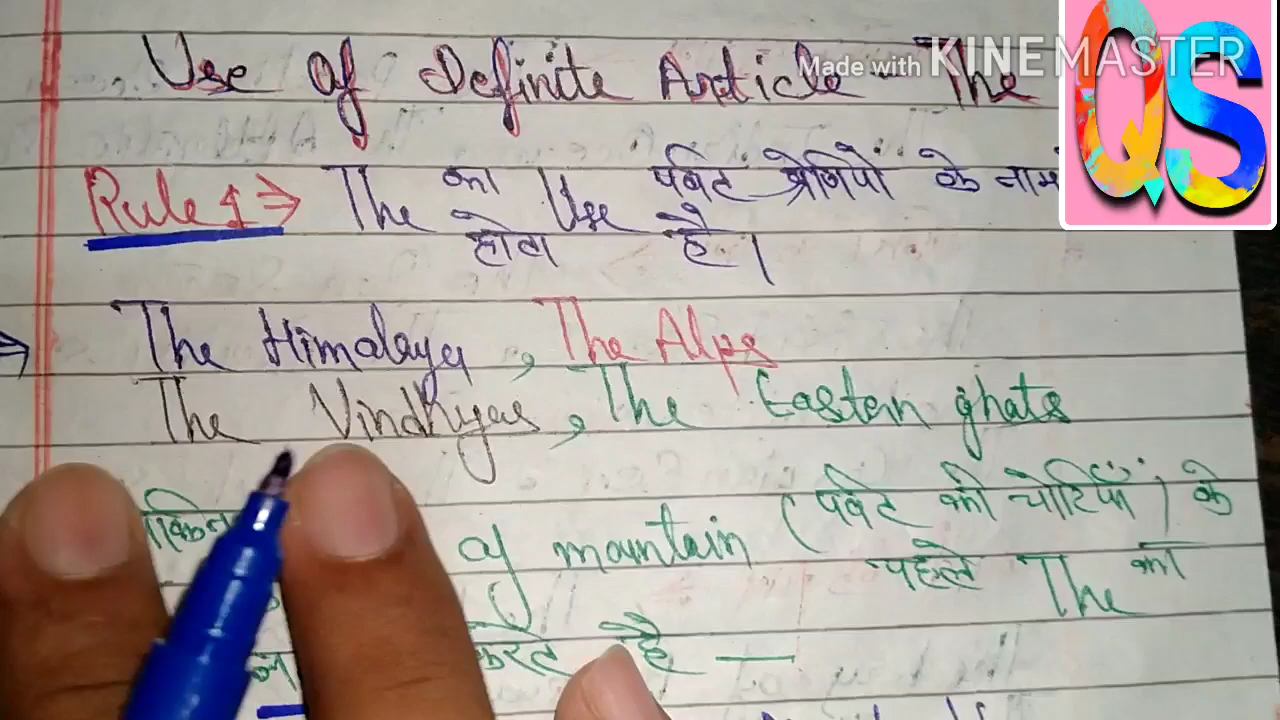 Made with KINEMASTER
QS
Use of Definite Article - The
Rule 1 ⇒ The का Use पर्वत श्रेणियों के नाम
होता है।
⇒ The Himalaya, The Alps
The Vindhyas, The Eastern ghats
of mountain (पर्वत की चोटियाँ) के
पहले The का
करते है —